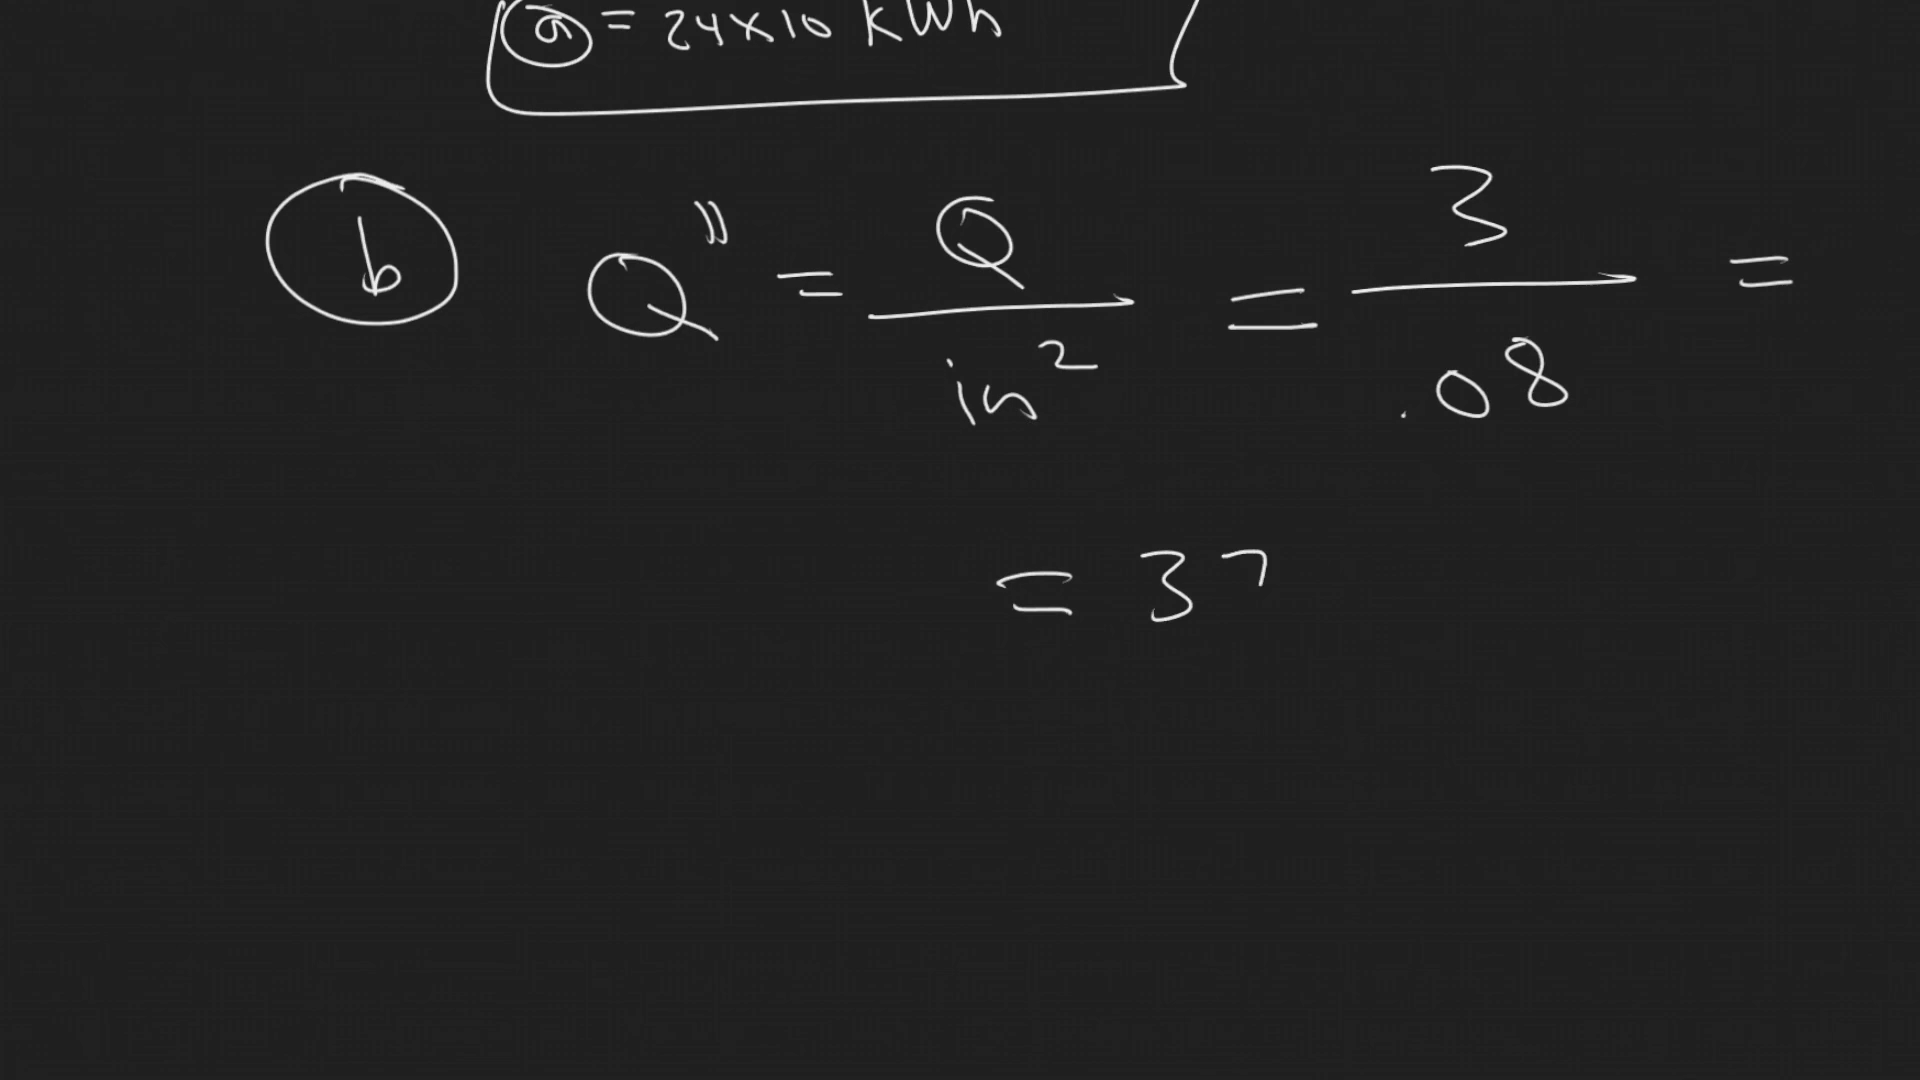 Q = 24x10 kWh
b Q" = Q / in² = 3 / .08 =
= 37